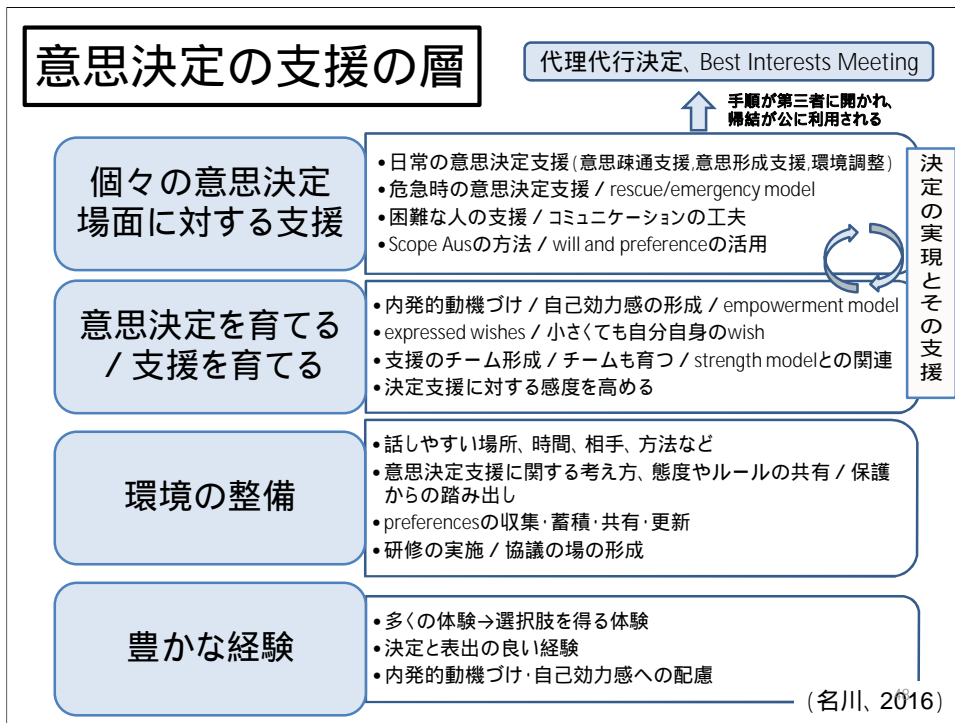 意思決定の支援の層
代理代行決定、Best Interests Meeting
手順が第三者に開かれ、
帰結が公に利用される
個々の意思決定
場面に対する支援
•日常の意思決定支援(意思疎通支援,意思形成支援,環境調整)
•危急時の意思決定支援 / rescue/emergency model
•困難な人の支援 / コミュニケーションの工夫
•Scope Ausの方法 / will and preferenceの活用
決定の実現とその支援
意思決定を育てる
/ 支援を育てる
•内発的動機づけ / 自己効力感の形成 / empowerment model
•expressed wishes / 小さくても自分自身のwish
•支援のチーム形成 / チームも育つ / strength modelとの関連
•決定支援に対する感度を高める
環境の整備
•話しやすい場所、時間、相手、方法など
•意思決定支援に関する考え方、態度やルールの共有 / 保護
からの踏み出し
•preferencesの収集・蓄積・共有・更新
•研修の実施 / 協議の場の形成
豊かな経験
•多くの体験→選択肢を得る体験
•決定と表出の良い経験
•内発的動機づけ・自己効力感への配慮
(名川、2016)